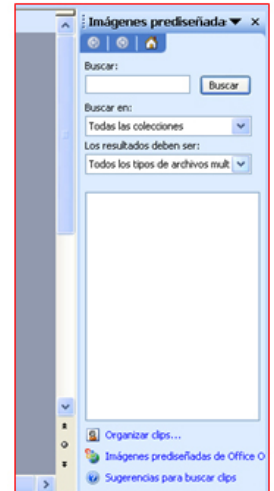 Imágenes prediseñada
Buscar:
Buscar
Buscar en:
Todas las colecciones
Los resultados deben ser:
Todos los tipos de archivos mult
Organizar clips...
Imágenes prediseñadas de Office O
Sugerencias para buscar clips